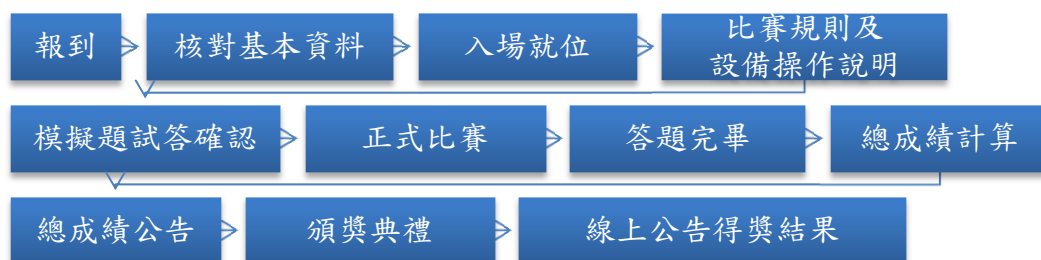 報到
核對基本資料
入場就位
比賽規則及
設備操作說明
模擬題試答確認
正式比賽
答題完畢
總成績計算
總成績公告
頒獎典禮
線上公告得獎結果